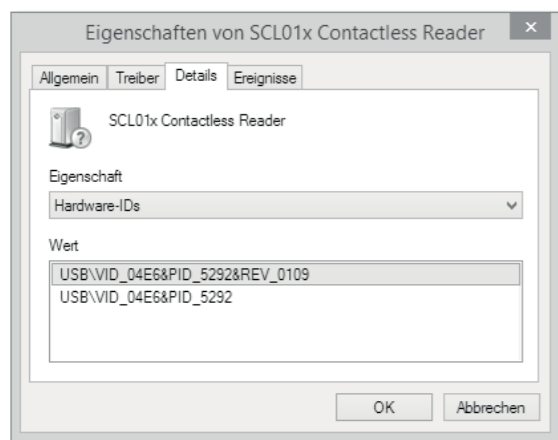 Eigenschaften von SCL01x Contactless Reader
Allgemein Treiber Details Ereignisse
SCL01x Contactless Reader
Eigenschaft
Hardware-IDs
Wert
USB\VID_04E6&PID_5292&REV_0109
USB\VID_04E6&PID_5292
OK Abbrechen